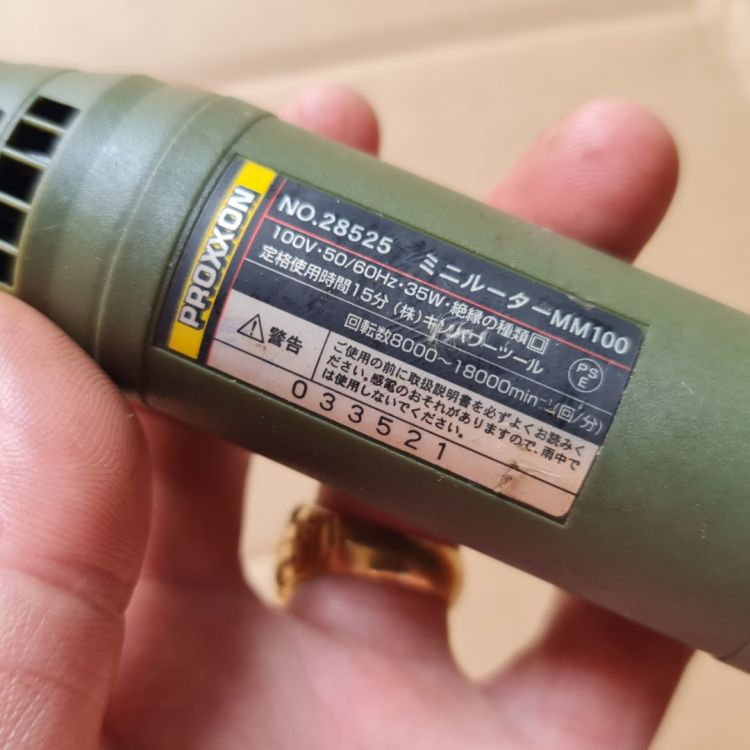 PROXXON
NO.28525 ミニルーターMM100
100V・50/60Hz・35W・絶縁の種類回
定格使用時間15分 (株)キソパワーツール
回転数8000〜18000min⁻¹(回/分)
PS
E
警告
ご使用の前に取扱説明書を必ずよくお読みく
ださい。感電のおそれがありますので、雨中で
は使用しないでください。
033521